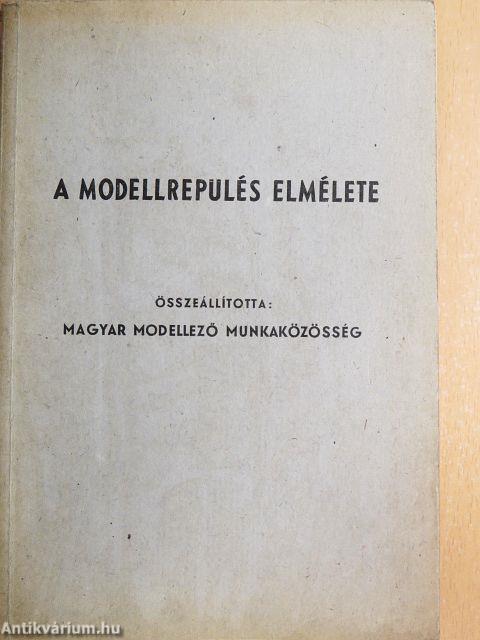 A MODELLREPÜLÉS ELMÉLETE
ÖSSZEÁLLÍTOTTA:
MAGYAR MODELLEZŐ MUNKAKÖZÖSSÉG
Antikvárium.hu